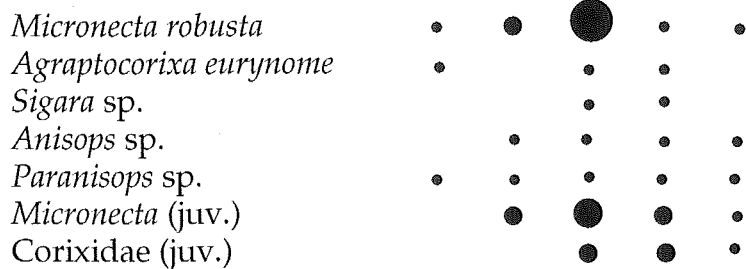 Micronecta robusta
Agraptocorixa eurynome
Sigara sp.
Anisops sp.
Paranisops sp.
Micronecta (juv.)
Corixidae (juv.)